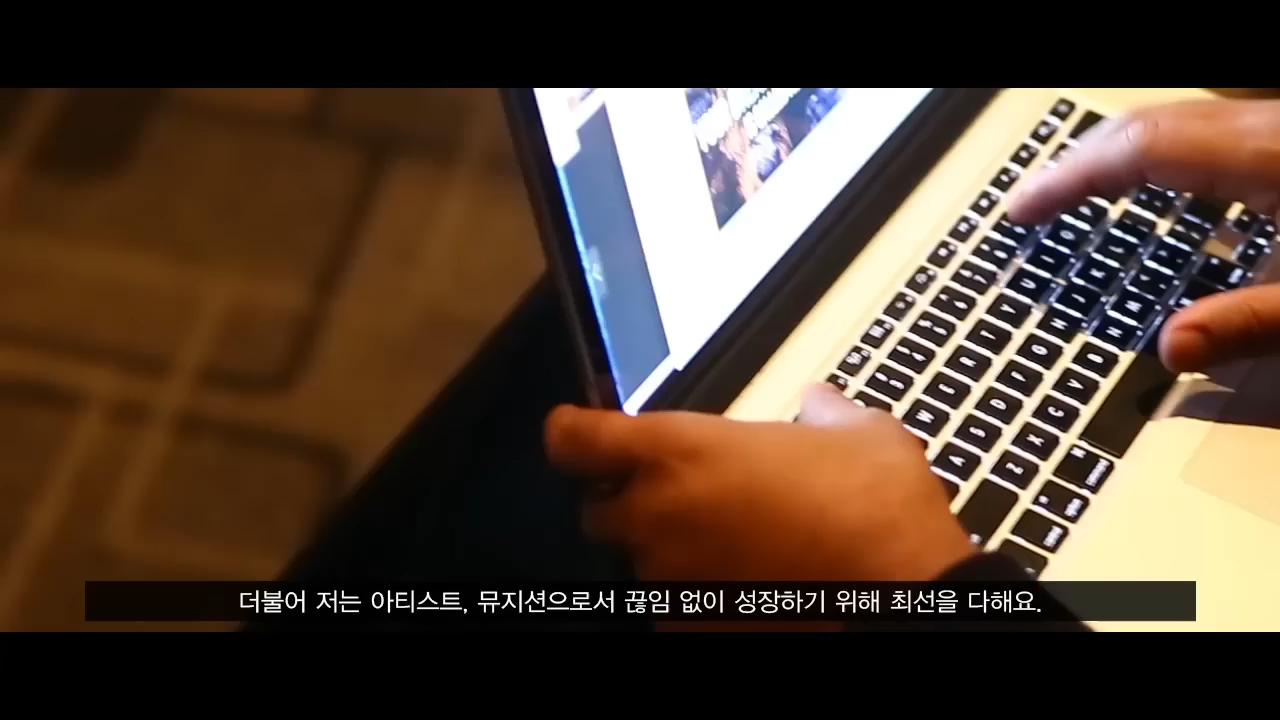 더불어 저는 아티스트, 뮤지션으로서 끊임 없이 성장하기 위해 최선을 다해요.